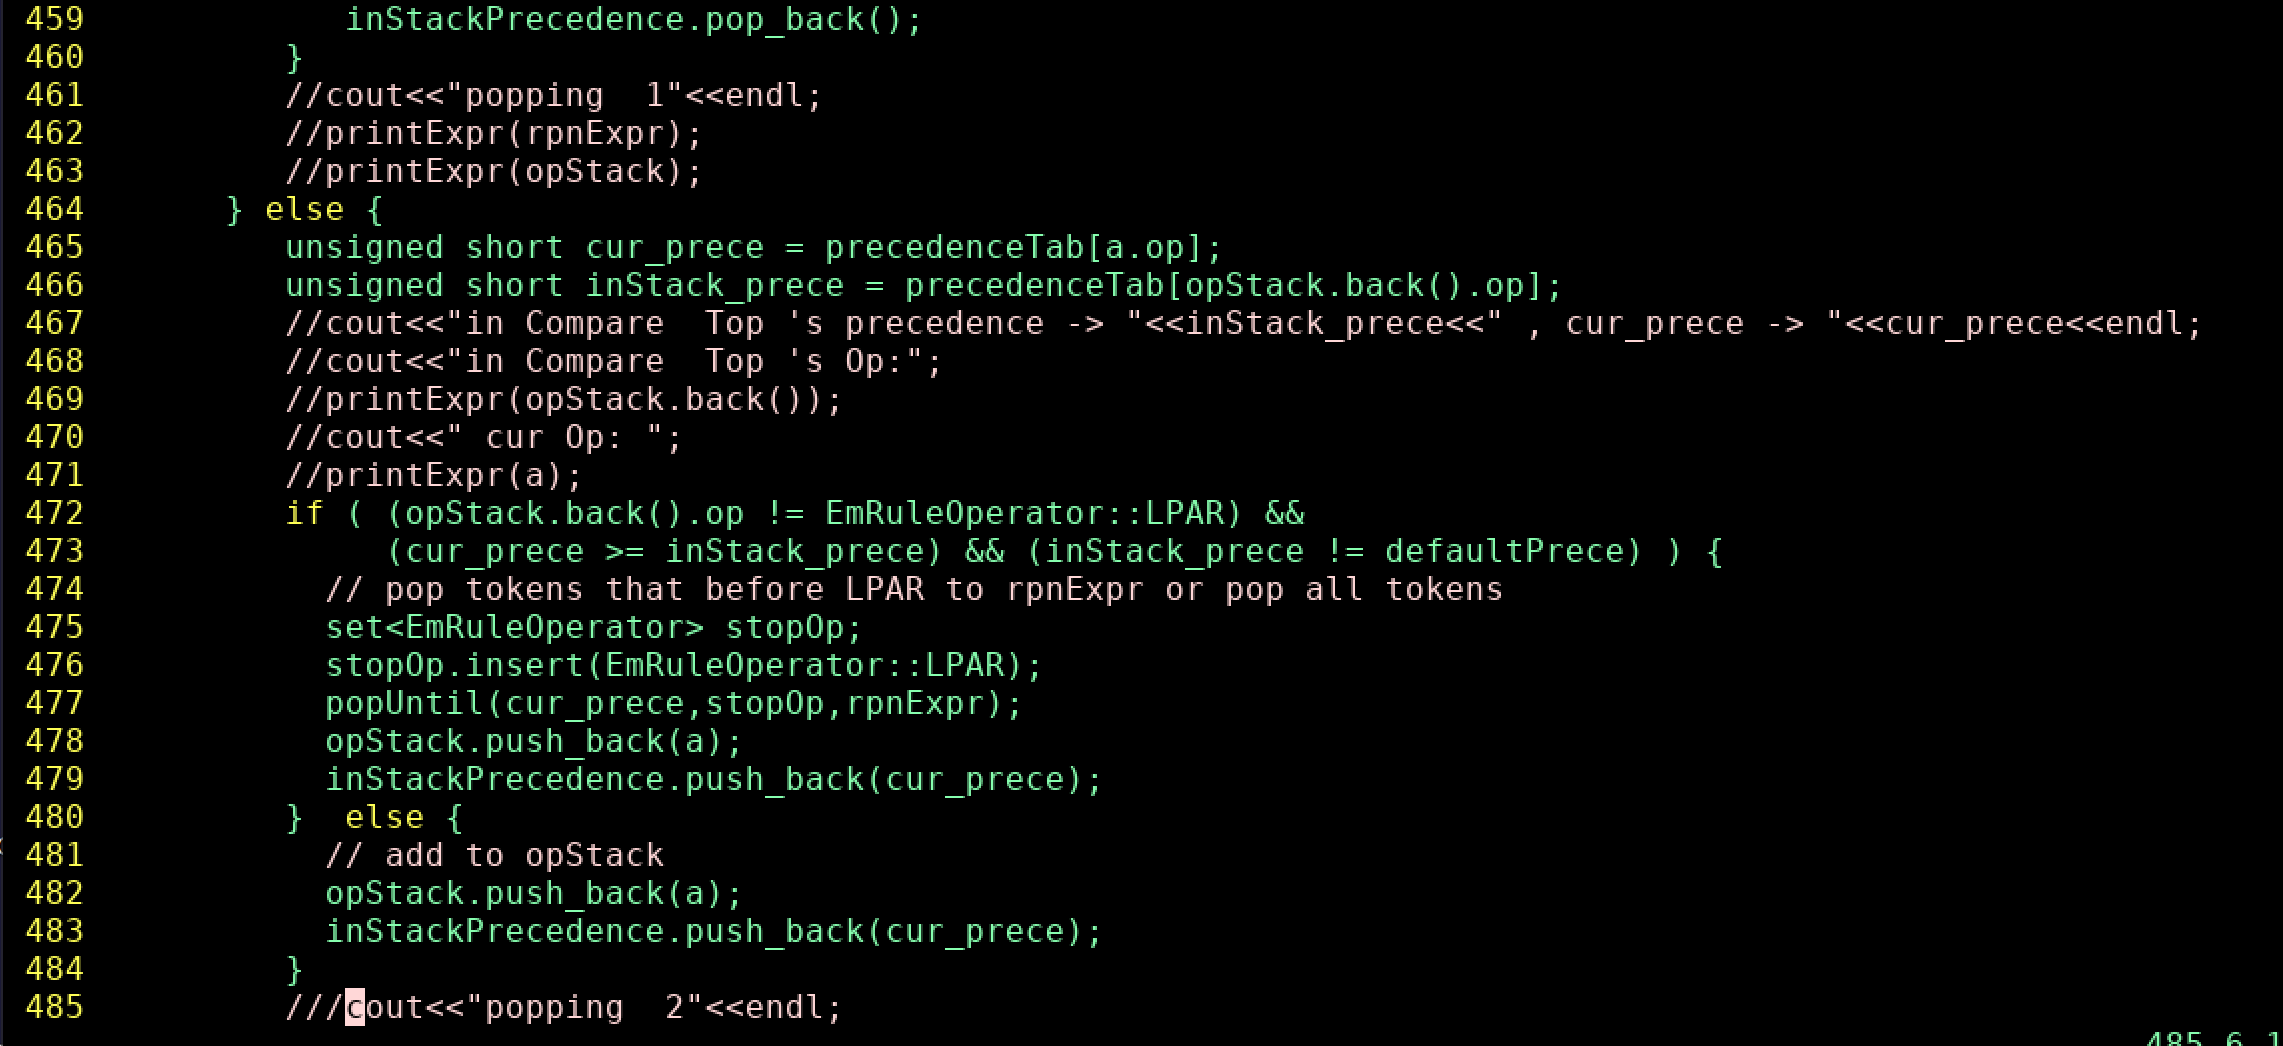 459             inStackPrecedence.pop_back();
460          }
461          //cout<<"popping  1"<<endl;
462          //printExpr(rpnExpr);
463          //printExpr(opStack);
464       } else {
465          unsigned short cur_prece = precedenceTab[a.op];
466          unsigned short inStack_prece = precedenceTab[opStack.back().op];
467          //cout<<"in Compare  Top 's precedence -> "<<inStack_prece<<" , cur_prece -> "<<cur_prece<<endl;
468          //cout<<"in Compare  Top 's Op:";
469          //printExpr(opStack.back());
470          //cout<<" cur Op: ";
471          //printExpr(a);
472          if ( (opStack.back().op != EmRuleOperator::LPAR) &&
473               (cur_prece >= inStack_prece) && (inStack_prece != defaultPrece) ) {
474            // pop tokens that before LPAR to rpnExpr or pop all tokens
475            set<EmRuleOperator> stopOp;
476            stopOp.insert(EmRuleOperator::LPAR);
477            popUntil(cur_prece,stopOp,rpnExpr);
478            opStack.push_back(a);
479            inStackPrecedence.push_back(cur_prece);
480          }  else {
481            // add to opStack
482            opStack.push_back(a);
483            inStackPrecedence.push_back(cur_prece);
484          }
485          ///cout<<"popping  2"<<endl;